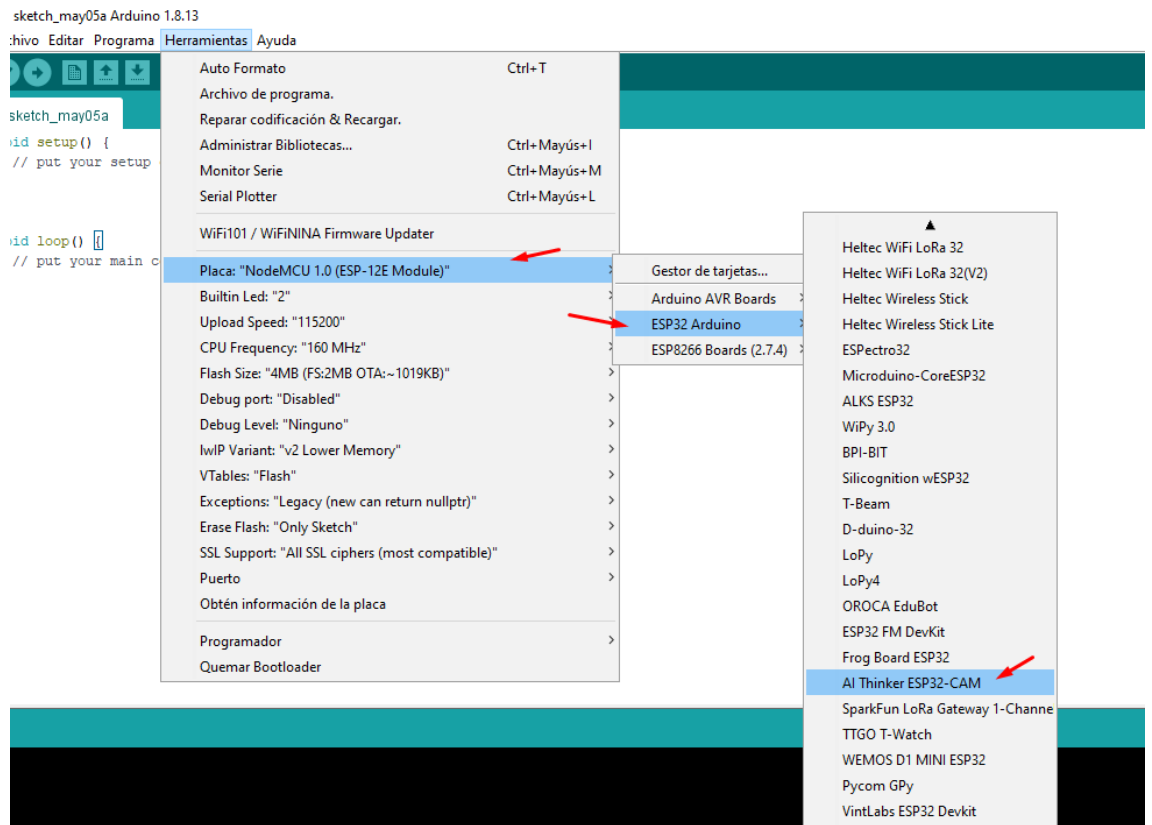 sketch_may05a Arduino 1.8.13
chivo Editar Programa Herramientas Ayuda
sketch_may05a
oid setup() {
// put your setup
oid loop() {
// put your main c
Auto Formato Ctrl+T
Archivo de programa.
Reparar codificación & Recargar.
Administrar Bibliotecas... Ctrl+Mayús+I
Monitor Serie Ctrl+Mayús+M
Serial Plotter Ctrl+Mayús+L
WiFi101 / WiFiNINA Firmware Updater
Placa: "NodeMCU 1.0 (ESP-12E Module)"
Builtin Led: "2"
Upload Speed: "115200"
CPU Frequency: "160 MHz"
Flash Size: "4MB (FS:2MB OTA:~1019KB)"
Debug port: "Disabled"
Debug Level: "Ninguno"
lwIP Variant: "v2 Lower Memory"
VTables: "Flash"
Exceptions: "Legacy (new can return nullptr)"
Erase Flash: "Only Sketch"
SSL Support: "All SSL ciphers (most compatible)"
Puerto
Obtén información de la placa
Programador
Quemar Bootloader
Gestor de tarjetas...
Arduino AVR Boards
ESP32 Arduino
ESP8266 Boards (2.7.4)
Heltec WiFi LoRa 32
Heltec WiFi LoRa 32(V2)
Heltec Wireless Stick
Heltec Wireless Stick Lite
ESPectro32
Microduino-CoreESP32
ALKS ESP32
WiPy 3.0
BPI-BIT
Silicognition wESP32
T-Beam
D-duino-32
LoPy
LoPy4
OROCA EduBot
ESP32 FM DevKit
Frog Board ESP32
AI Thinker ESP32-CAM
SparkFun LoRa Gateway 1-Channe
TTGO T-Watch
WEMOS D1 MINI ESP32
Pycom GPy
VintLabs ESP32 Devkit